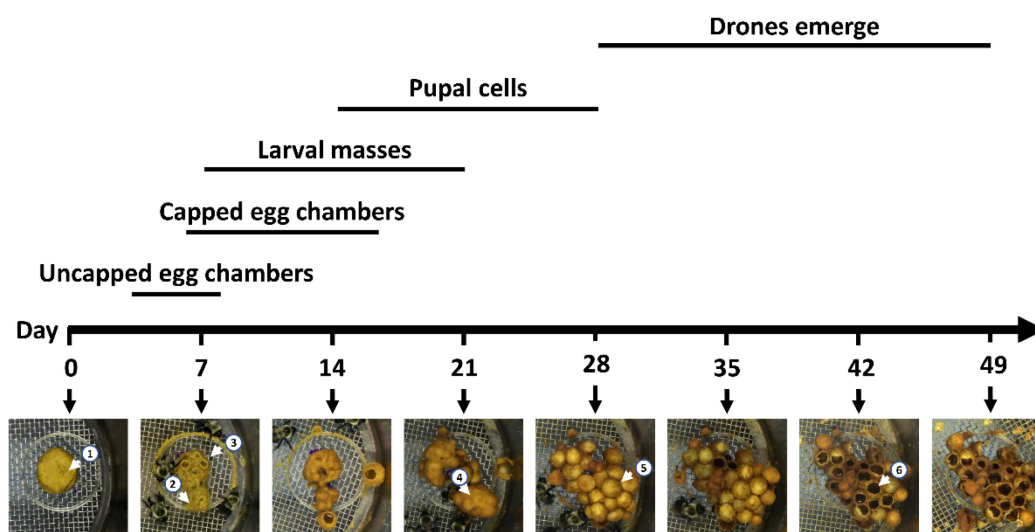 Drones emerge
Pupal cells
Larval masses
Capped egg chambers
Uncapped egg chambers
Day
0 7 14 21 28 35 42 49
1 2 3 4 5 6